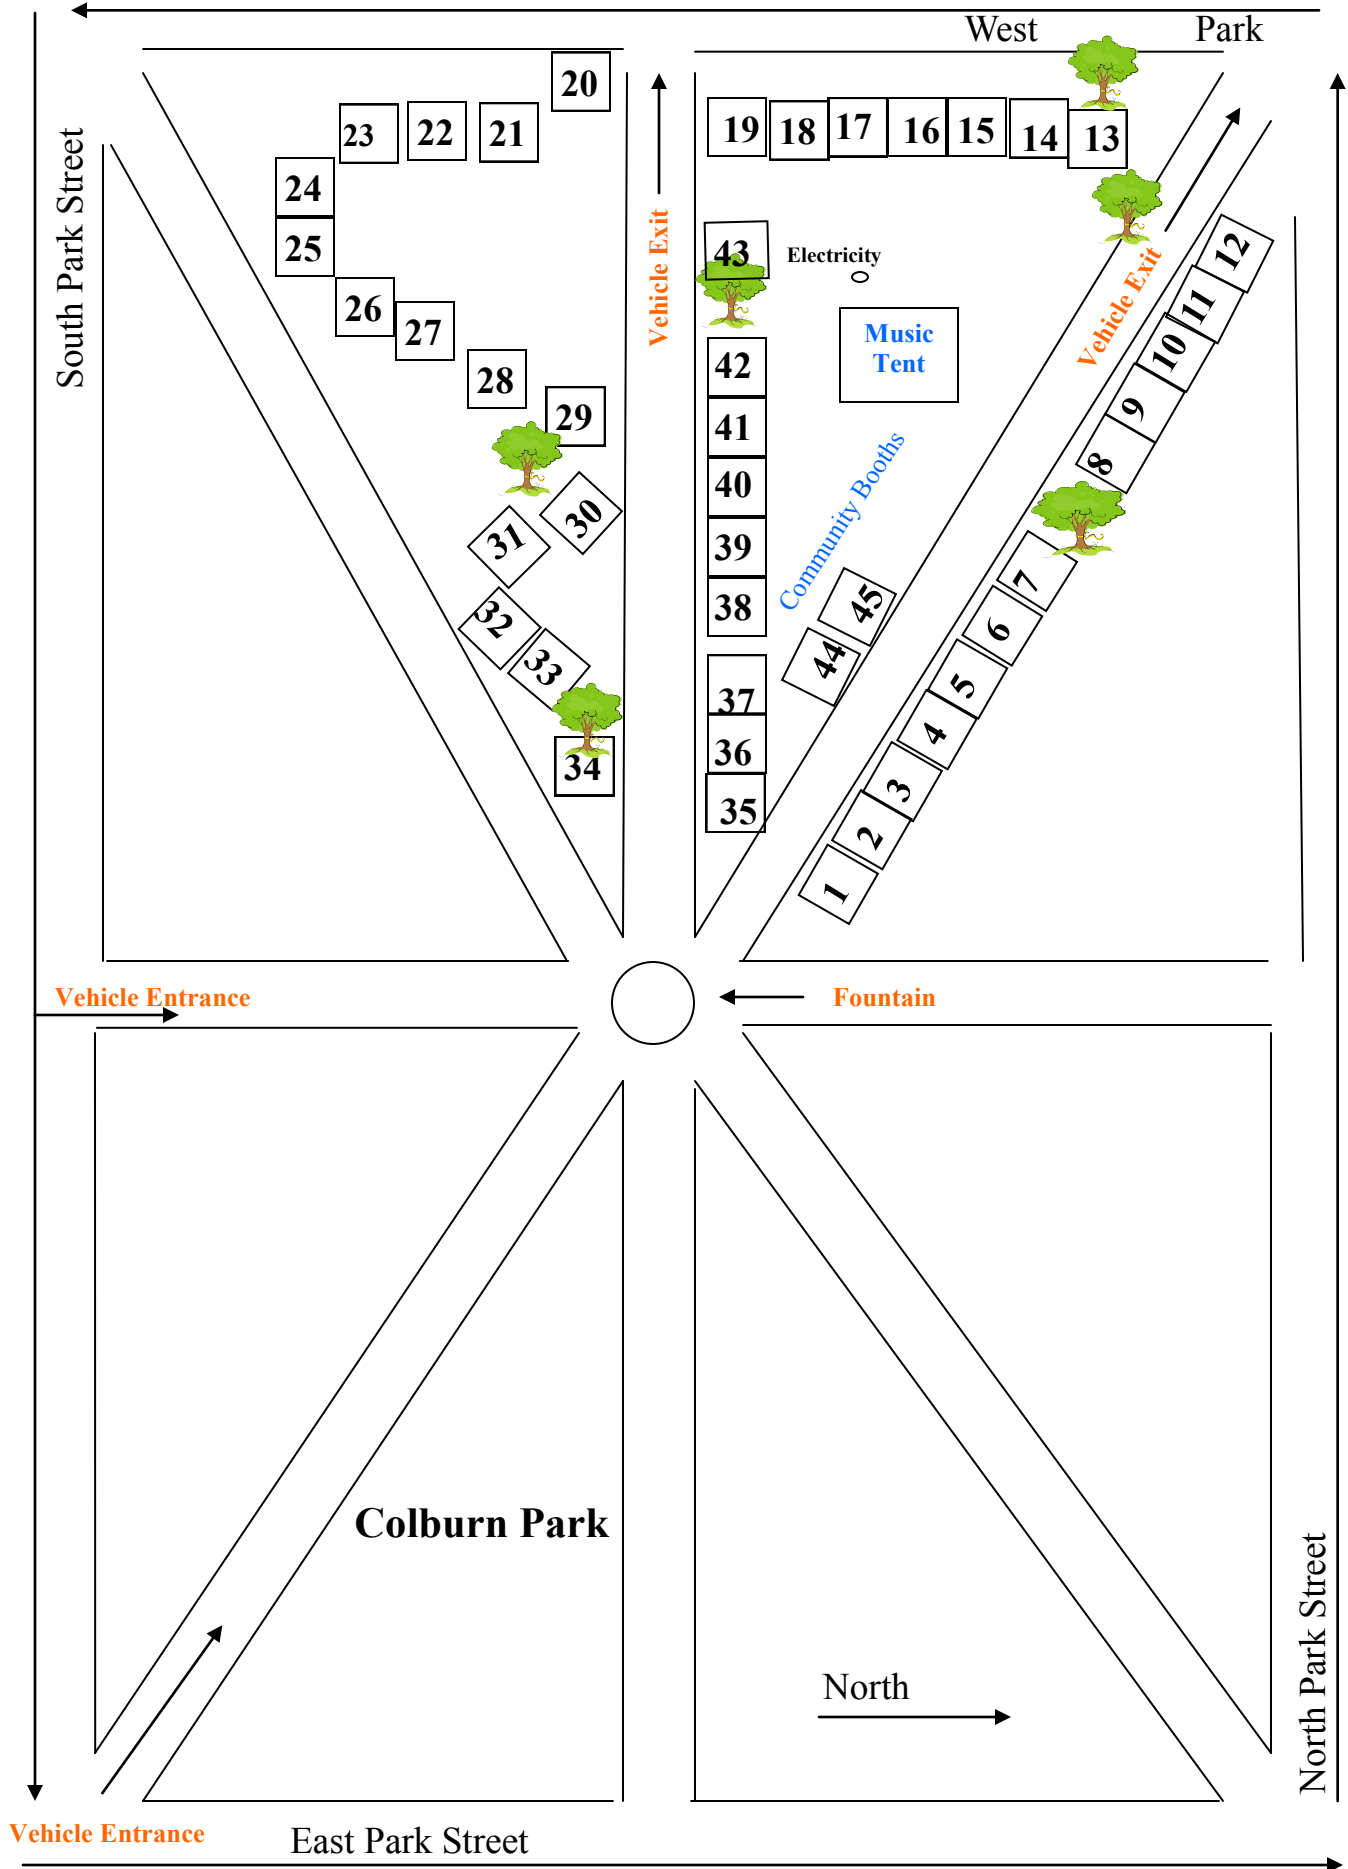 West Park
20
23 22 21
19 18 17 16 15 14 13
24
25
26
27
28
29
30
31
32
33
34
South Park Street
Vehicle Exit
43
Electricity
Music
Tent
42
41
40
39
38
37
36
35
Community Booths
45
44
Vehicle Exit
12
11
10
9
8
7
6
5
4
3
2
1
Vehicle Entrance
Fountain
Colburn Park
North
North Park Street
Vehicle Entrance
East Park Street